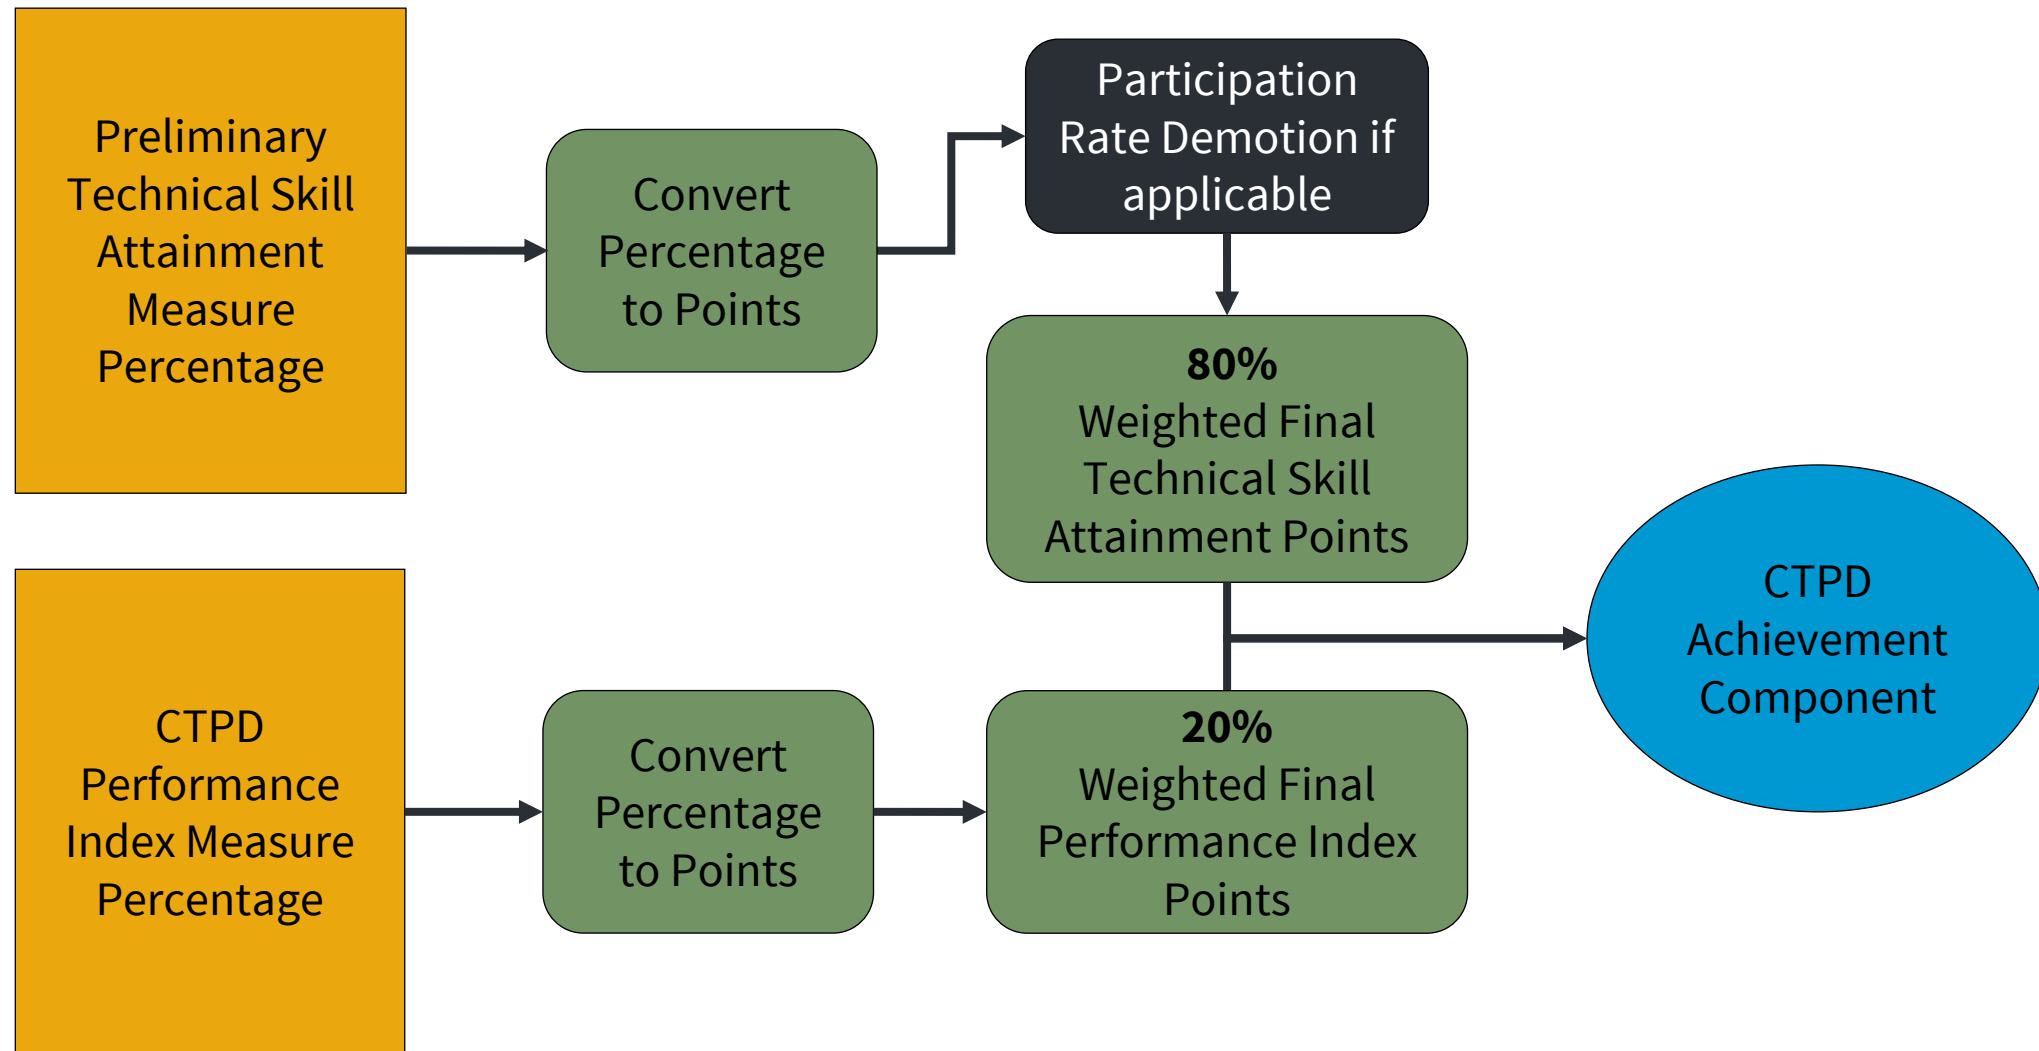 Preliminary
Technical Skill
Attainment
Measure
Percentage
Convert
Percentage
to Points
Participation
Rate Demotion if
applicable
80%
Weighted Final
Technical Skill
Attainment Points
CTPD
Performance
Index Measure
Percentage
Convert
Percentage
to Points
20%
Weighted Final
Performance Index
Points
CTPD
Achievement
Component